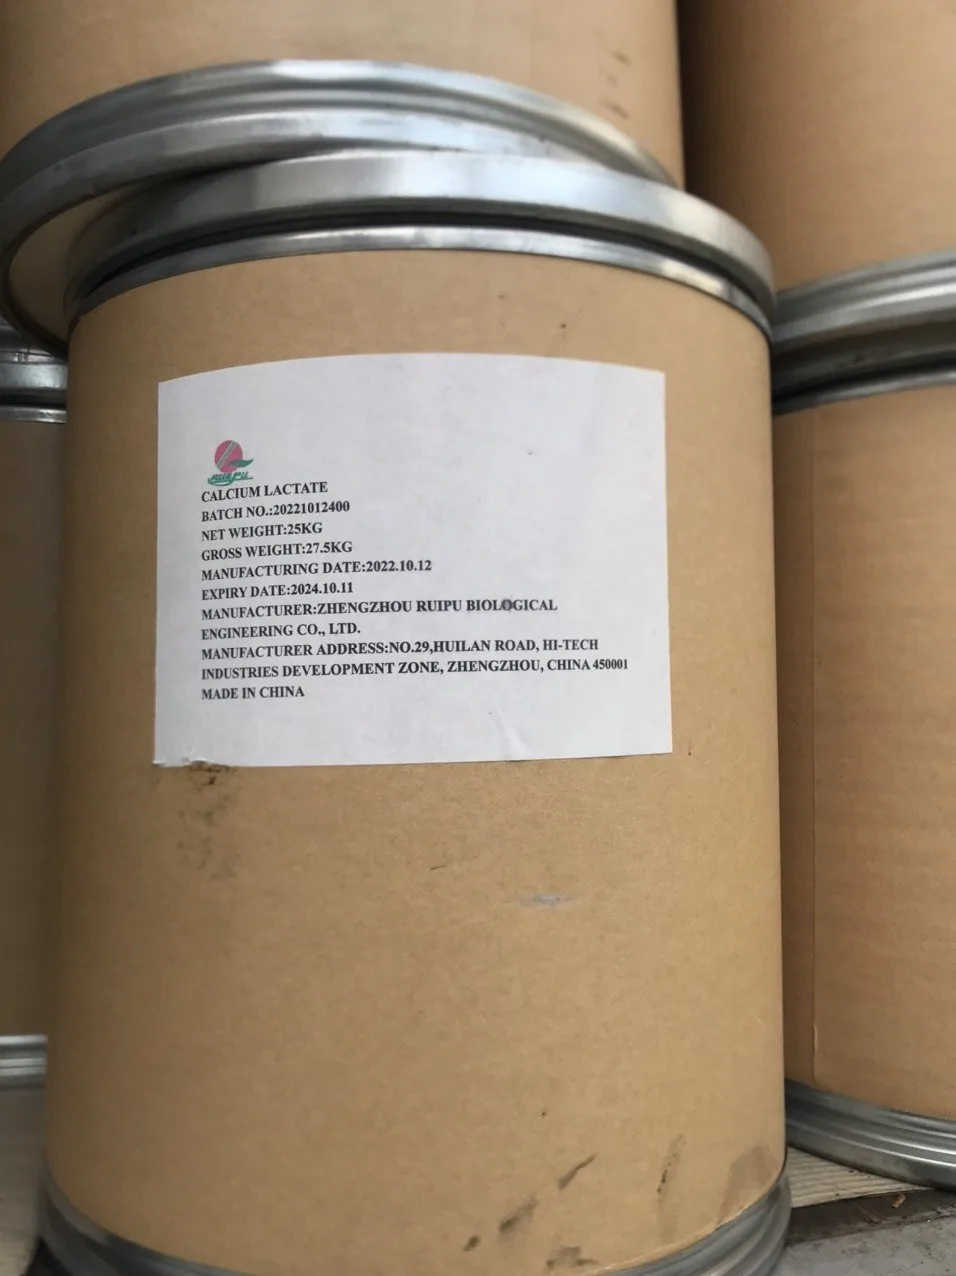 RUIPU
CALCIUM LACTATE
BATCH NO.:20221012400
NET WEIGHT:25KG
GROSS WEIGHT:27.5KG
MANUFACTURING DATE:2022.10.12
EXPIRY DATE:2024.10.11
MANUFACTURER:ZHENGZHOU RUIPU BIOLOGICAL
ENGINEERING CO., LTD.
MANUFACTURER ADDRESS:NO.29,HUILAN ROAD, HI-TECH
INDUSTRIES DEVELOPMENT ZONE, ZHENGZHOU, CHINA 450001
MADE IN CHINA